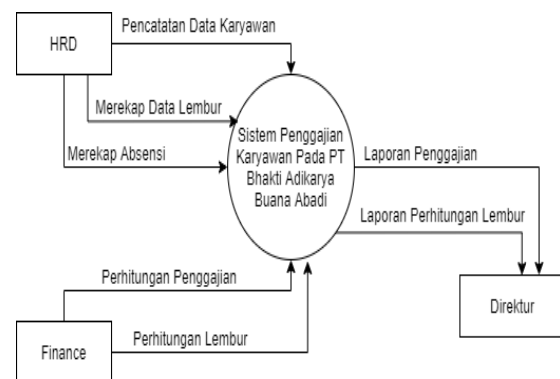 Pencatatan Data Karyawan
HRD
Merekap Data Lembur
Merekap Absensi
Sistem Penggajian
Karyawan Pada PT
Bhakti Adikarya
Buana Abadi
Laporan Penggajian
Laporan Perhitungan Lembur
Perhitungan Penggajian
Direktur
Perhitungan Lembur
Finance